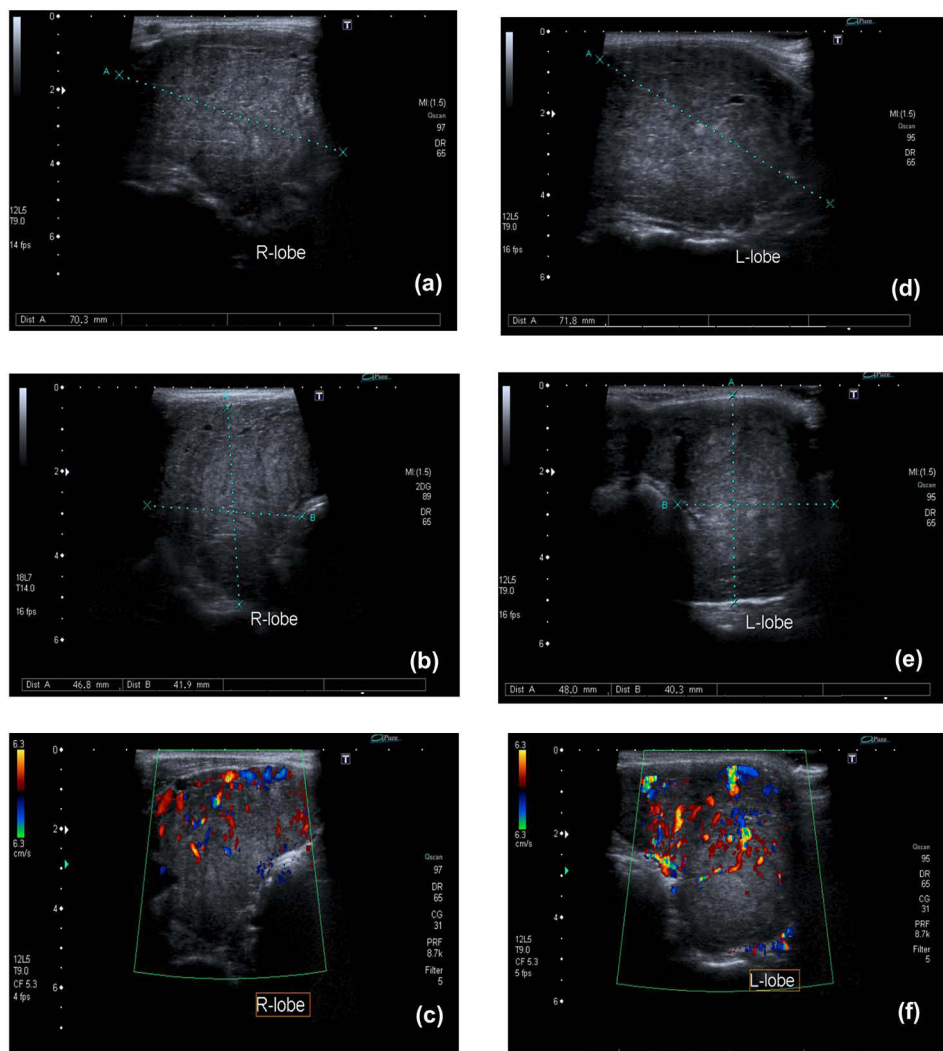 0
T
A
2
MI:(1.5)
Qscan
97
DR
65
4
12L5
T9.0
14 fps
6
R-lobe
(a)
Dist A 70.3 mm
aPure
0
T
A
2
MI:(1.5)
Qscan
95
DR
65
4
12L5
T9.0
16 fps
6
L-lobe
(d)
Dist A 71.8 mm
aPure
0
T
2
MI:(1.5)
2DG
89
DR
65
B
4
18L7
T14.0
16 fps
6
R-lobe
(b)
Dist A 46.8 mm Dist B 41.9 mm
aPure
A
0
T
2
MI:(1.5)
Qscan
95
DR
65
B
4
12L5
T9.0
16 fps
6
L-lobe
(e)
Dist A 48.0 mm Dist B 40.3 mm
aPure
6.3
0
T
2
6.3
cm/s
Qscan
97
DR
65
CG
31
PRF
8.7k
Filter
5
4
12L5
T9.0
CF 5.3
4 fps
6
R-lobe
(c)
aPure
6.3
0
T
2
6.3
cm/s
Qscan
95
DR
65
CG
31
PRF
8.7k
Filter
5
4
12L5
T9.0
CF 5.3
5 fps
6
L-lobe
(f)